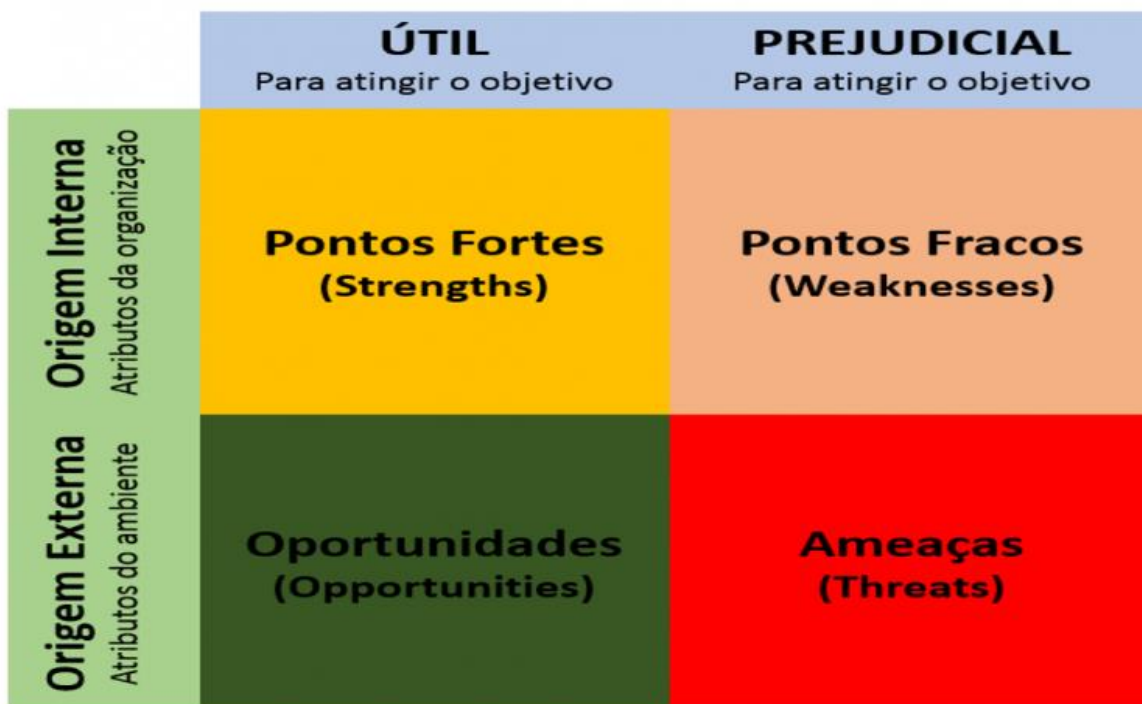 ÚTIL
Para atingir o objetivo
PREJUDICIAL
Para atingir o objetivo
Origem Interna
Atributos da organização
Pontos Fortes
(Strengths)
Pontos Fracos
(Weaknesses)
Origem Externa
Atributos do ambiente
Oportunidades
(Opportunities)
Ameaças
(Threats)